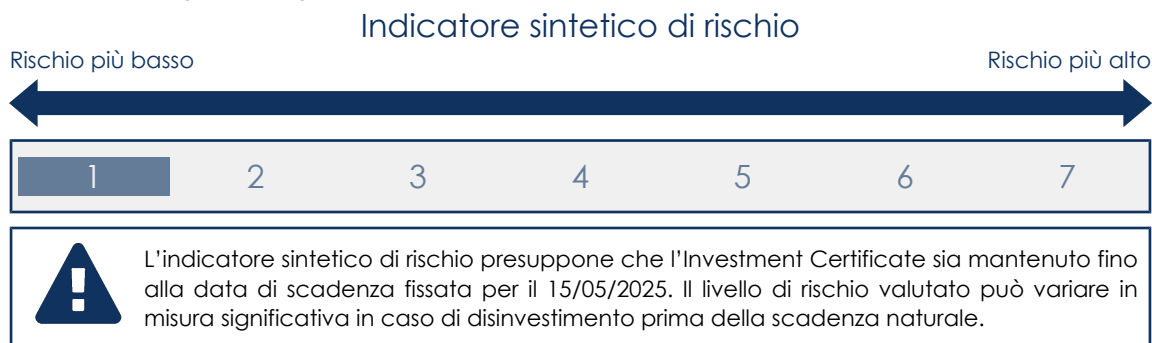 Indicatore sintetico di rischio
Rischio più basso
Rischio più alto
1 2 3 4 5 6 7
L'indicatore sintetico di rischio presuppone che l'Investment Certificate sia mantenuto fino
alla data di scadenza fissata per il 15/05/2025. Il livello di rischio valutato può variare in
misura significativa in caso di disinvestimento prima della scadenza naturale.